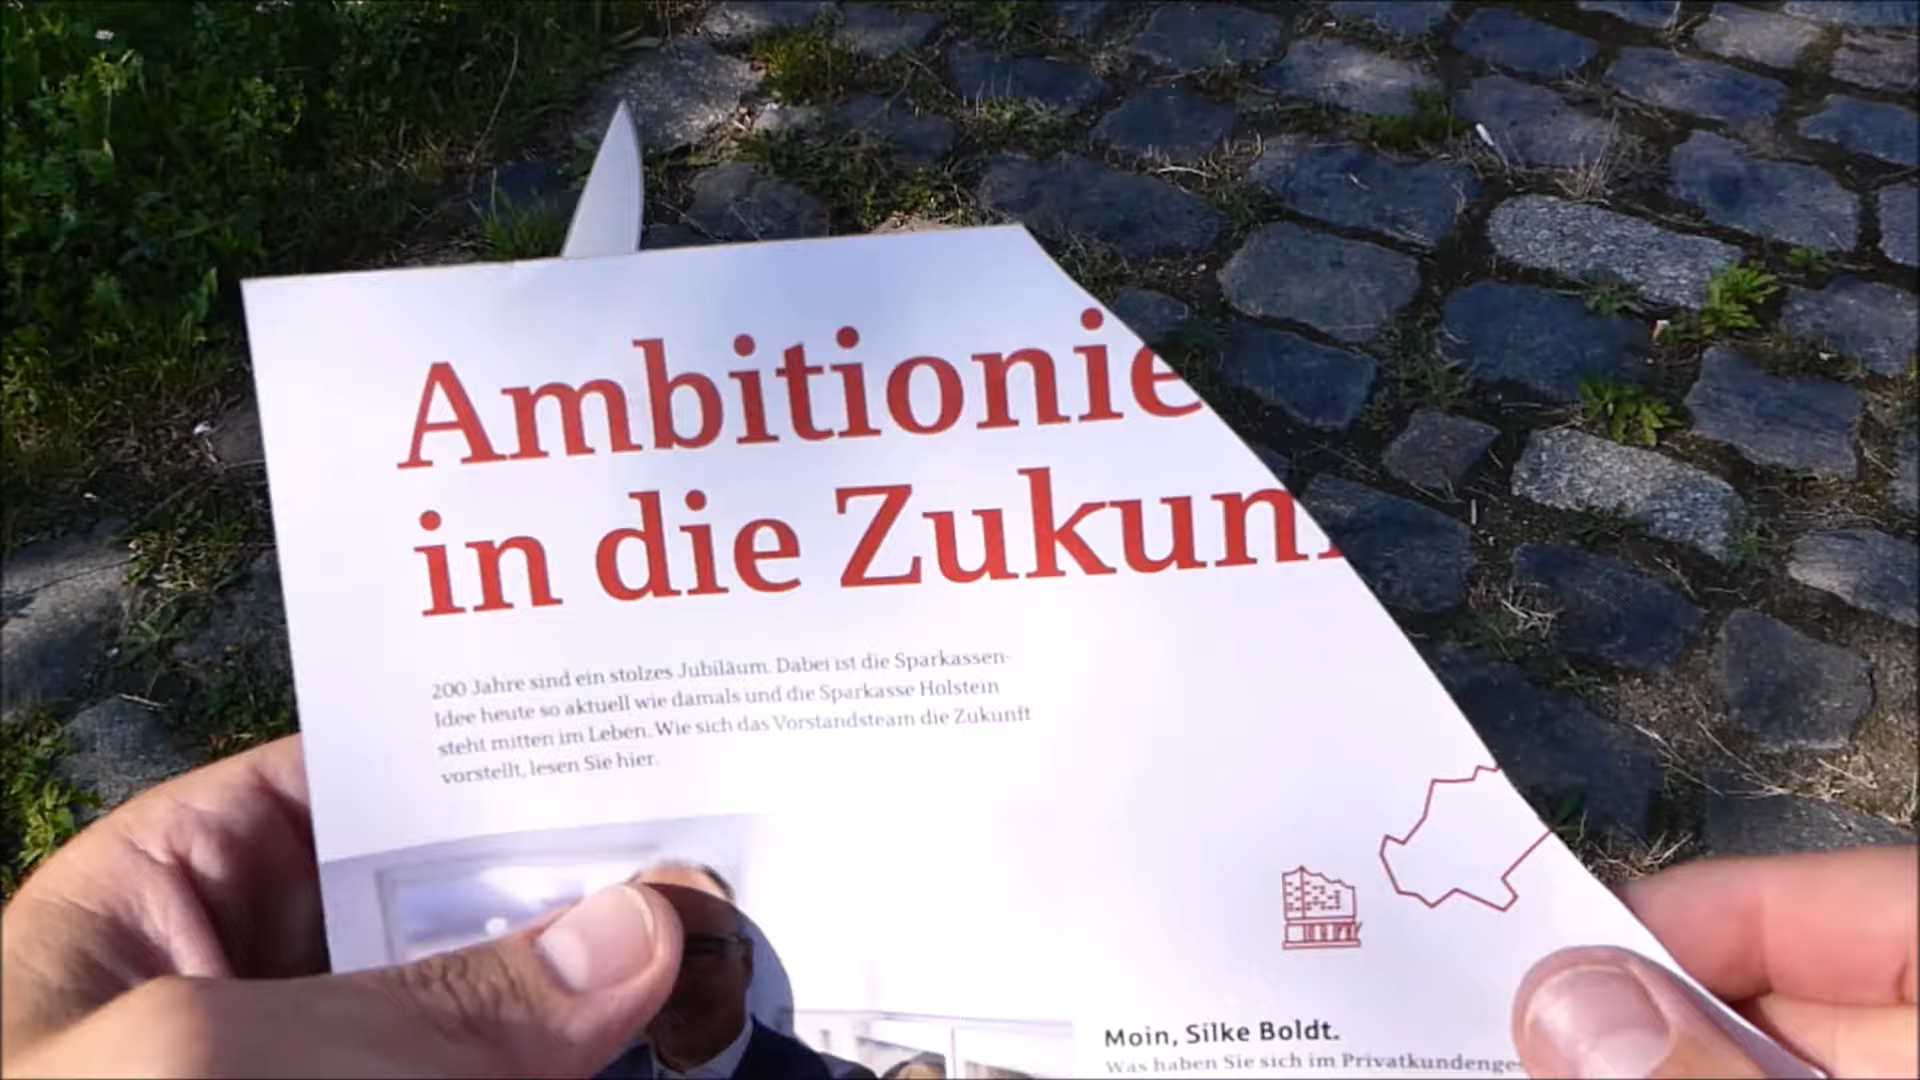 Ambitionie
in die Zukun
200 Jahre sind ein stolzes Jubiläum. Dabei ist die Sparkassen-
Idee heute so aktuell wie damals und die Sparkasse Holstein
steht mitten im Leben. Wie sich das Vorstandsteam die Zukunft
vorstellt, lesen Sie hier.
Moin, Silke Boldt.
Was haben Sie sich im Privatkundenge